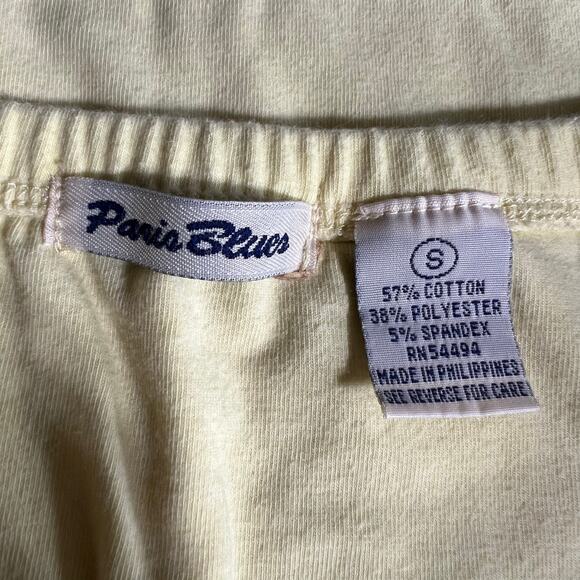 Paris Blues
S
57% COTTON
38% POLYESTER
5% SPANDEX
RN54494
MADE IN PHILIPPINES
SEE REVERSE FOR CARE